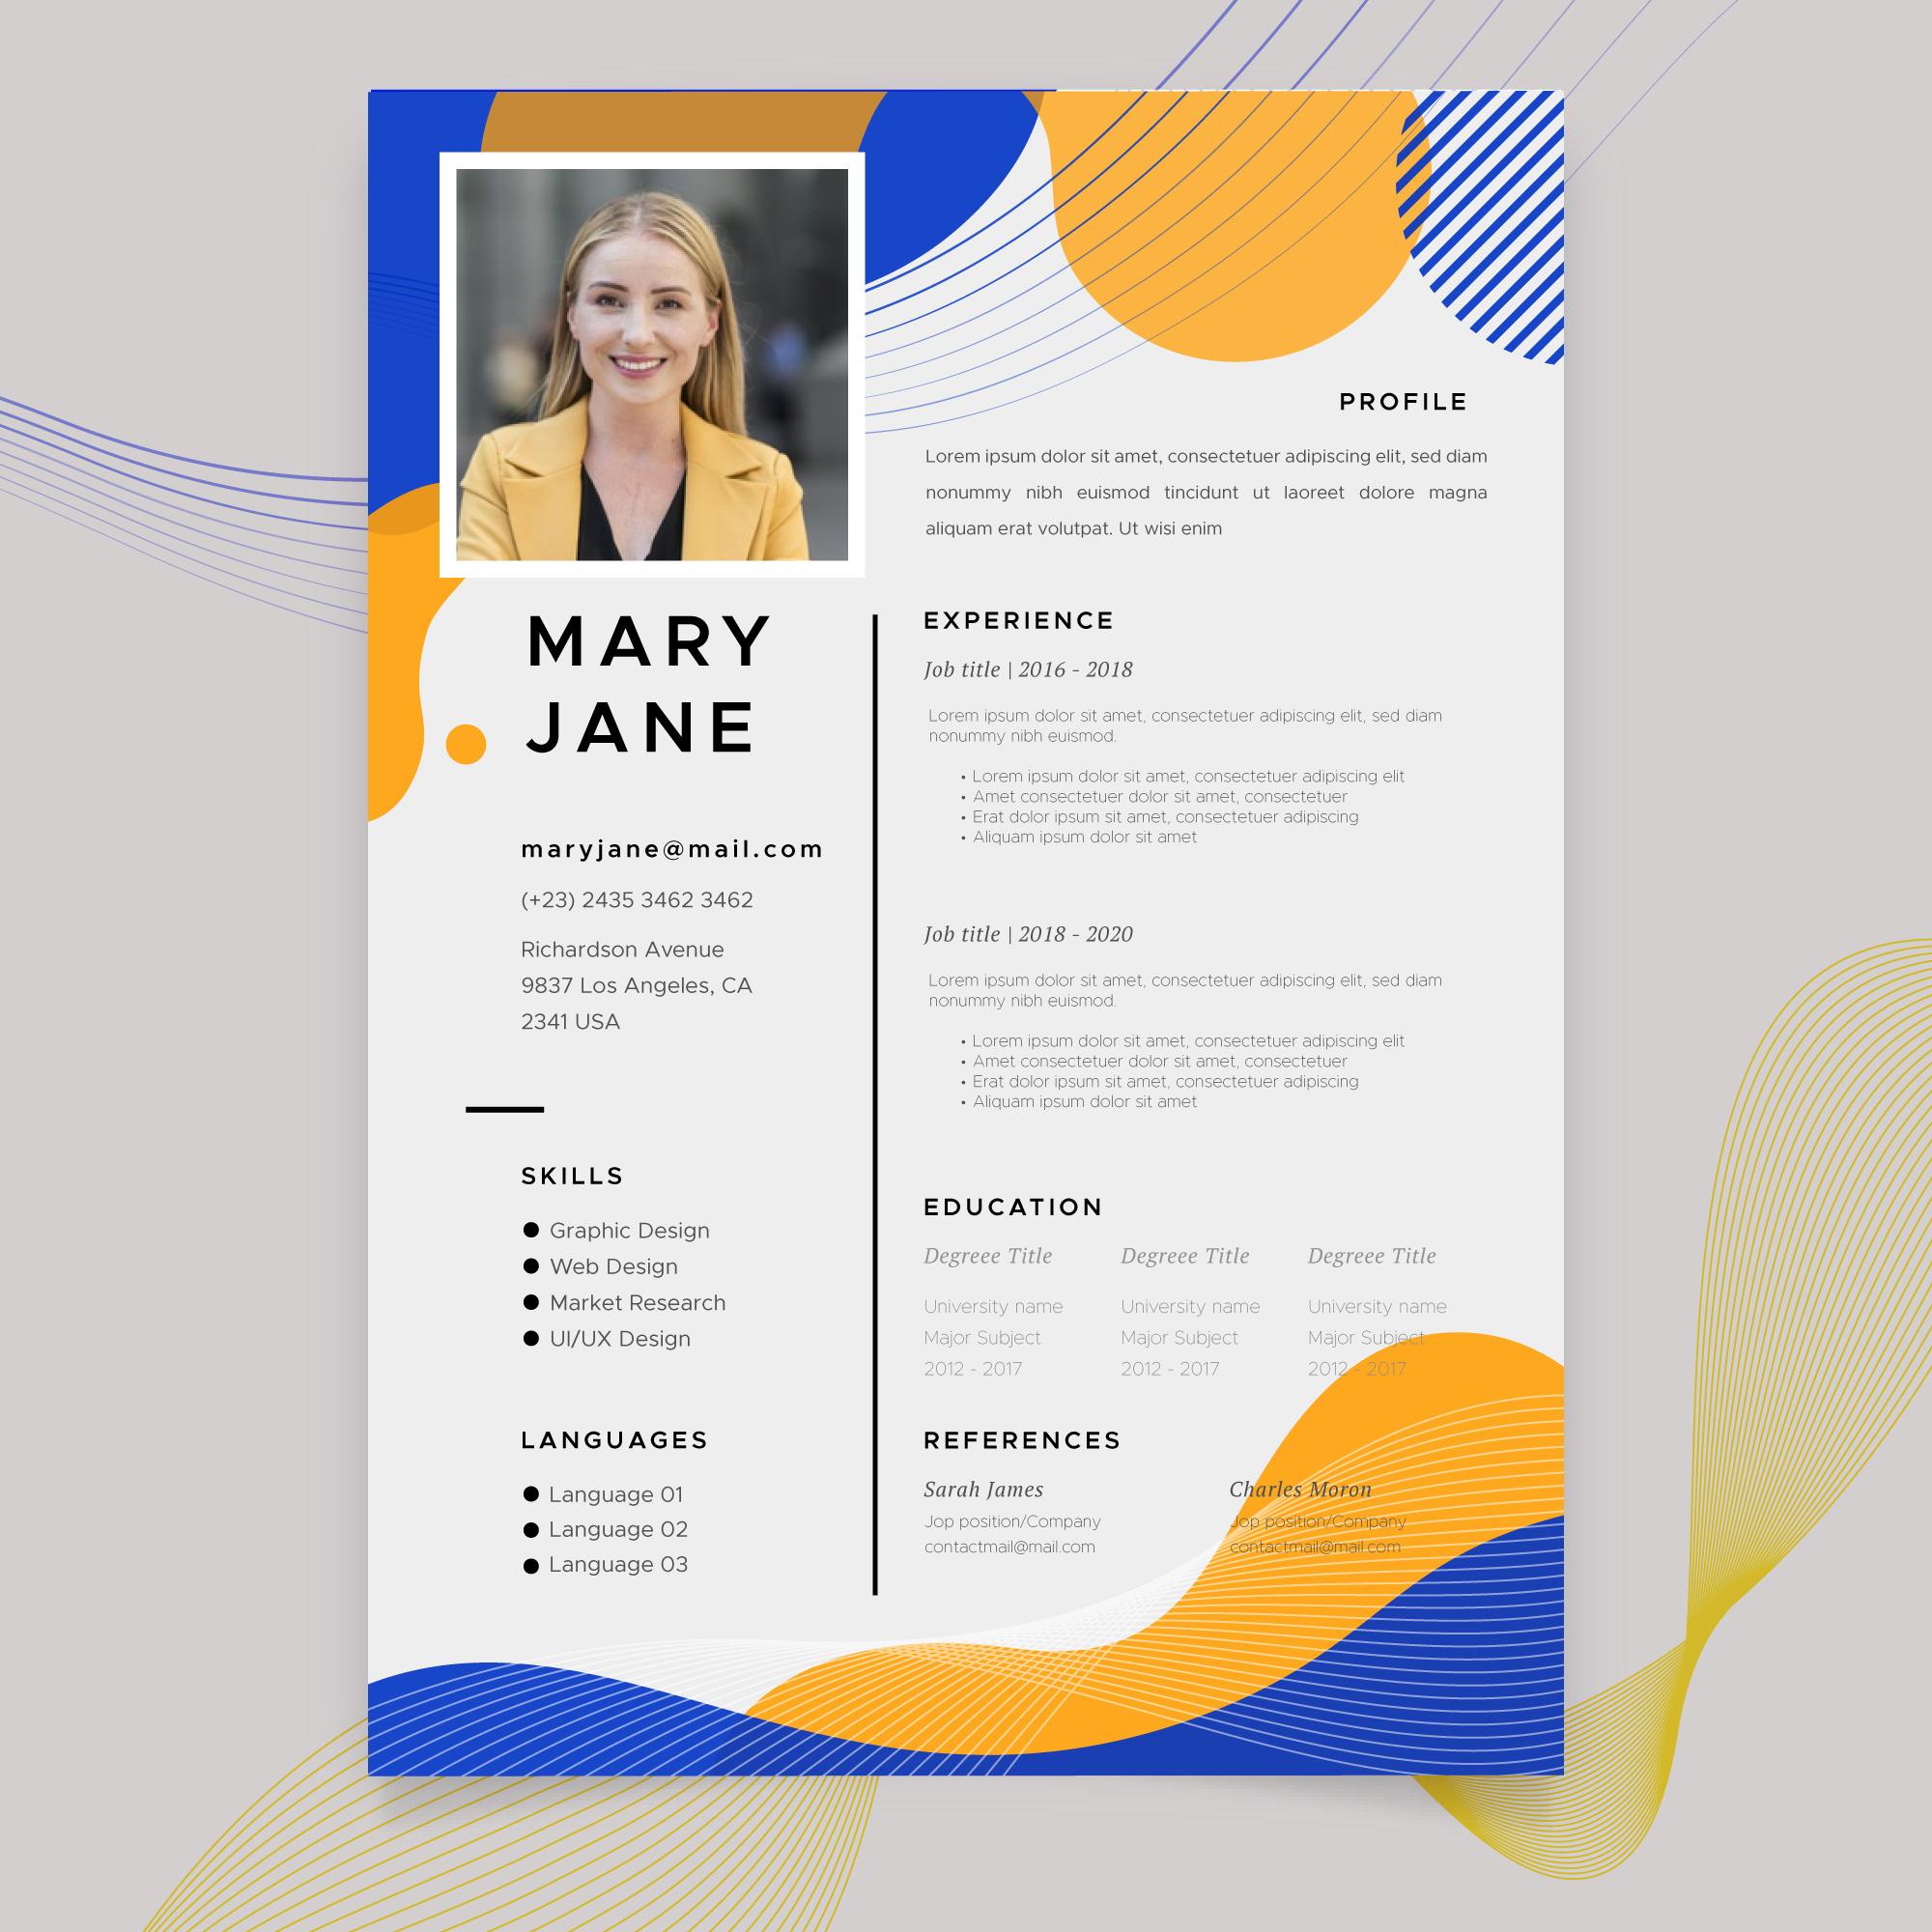 MARY
JANE
maryjane@mail.com
(+23) 2435 3462 3462
Richardson Avenue
9837 Los Angeles, CA
2341 USA
SKILLS
● Graphic Design
● Web Design
● Market Research
● UI/UX Design
LANGUAGES
● Language 01
● Language 02
● Language 03
PROFILE
Lorem ipsum dolor sit amet, consectetuer adipiscing elit, sed diam
nonummy nibh euismod tincidunt ut laoreet dolore magna
aliquam erat volutpat. Ut wisi enim
EXPERIENCE
Job title | 2016 - 2018
Lorem ipsum dolor sit amet, consectetuer adipiscing elit, sed diam
nonummy nibh euismod.
• Lorem ipsum dolor sit amet, consectetuer adipiscing elit
• Amet consectetuer dolor sit amet, consectetuer
• Erat dolor ipsum sit amet, consectetuer adipiscing
• Aliquam ipsum dolor sit amet
Job title | 2018 - 2020
Lorem ipsum dolor sit amet, consectetuer adipiscing elit, sed diam
nonummy nibh euismod.
• Lorem ipsum dolor sit amet, consectetuer adipiscing elit
• Amet consectetuer dolor sit amet, consectetuer
• Erat dolor ipsum sit amet, consectetuer adipiscing
• Aliquam ipsum dolor sit amet
EDUCATION
Degreee Title
University name
Major Subject
2012 - 2017
Degreee Title
University name
Major Subject
2012 - 2017
Degreee Title
University name
Major Subject
2012 - 2017
REFERENCES
Sarah James
Jop position/Company
contactmail@mail.com
Charles Moron
Jop position/Company
contactmail@mail.com